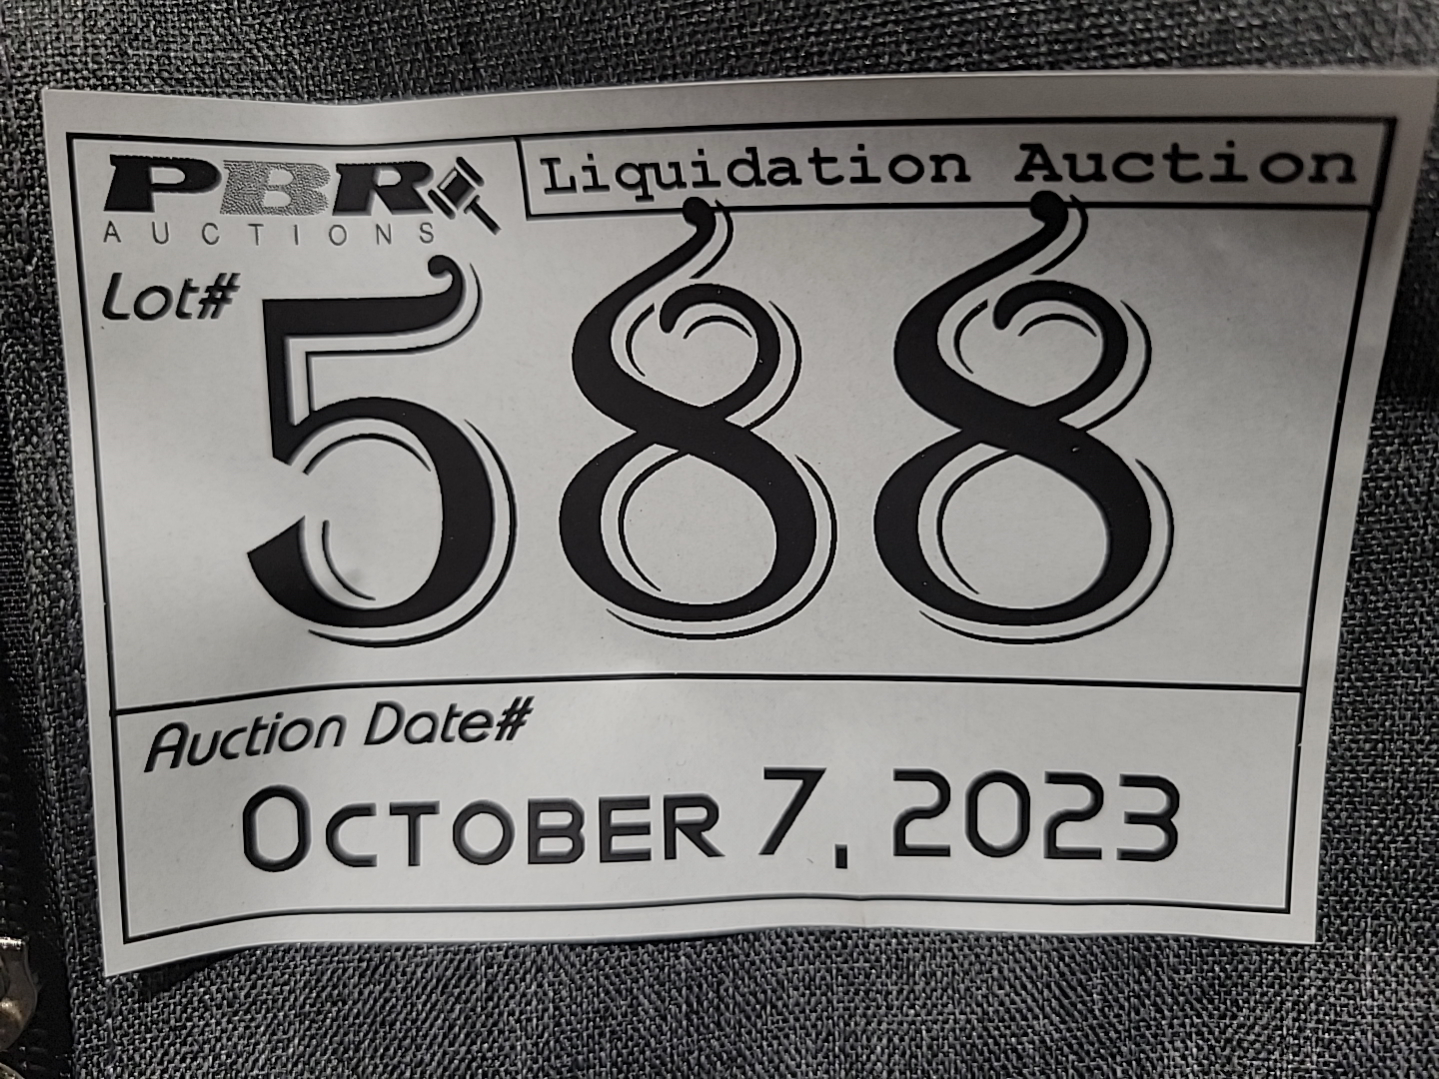 PBR
AUCTIONS
Liquidation Auction
Lot#
588
Auction Date#
OCTOBER 7, 2023